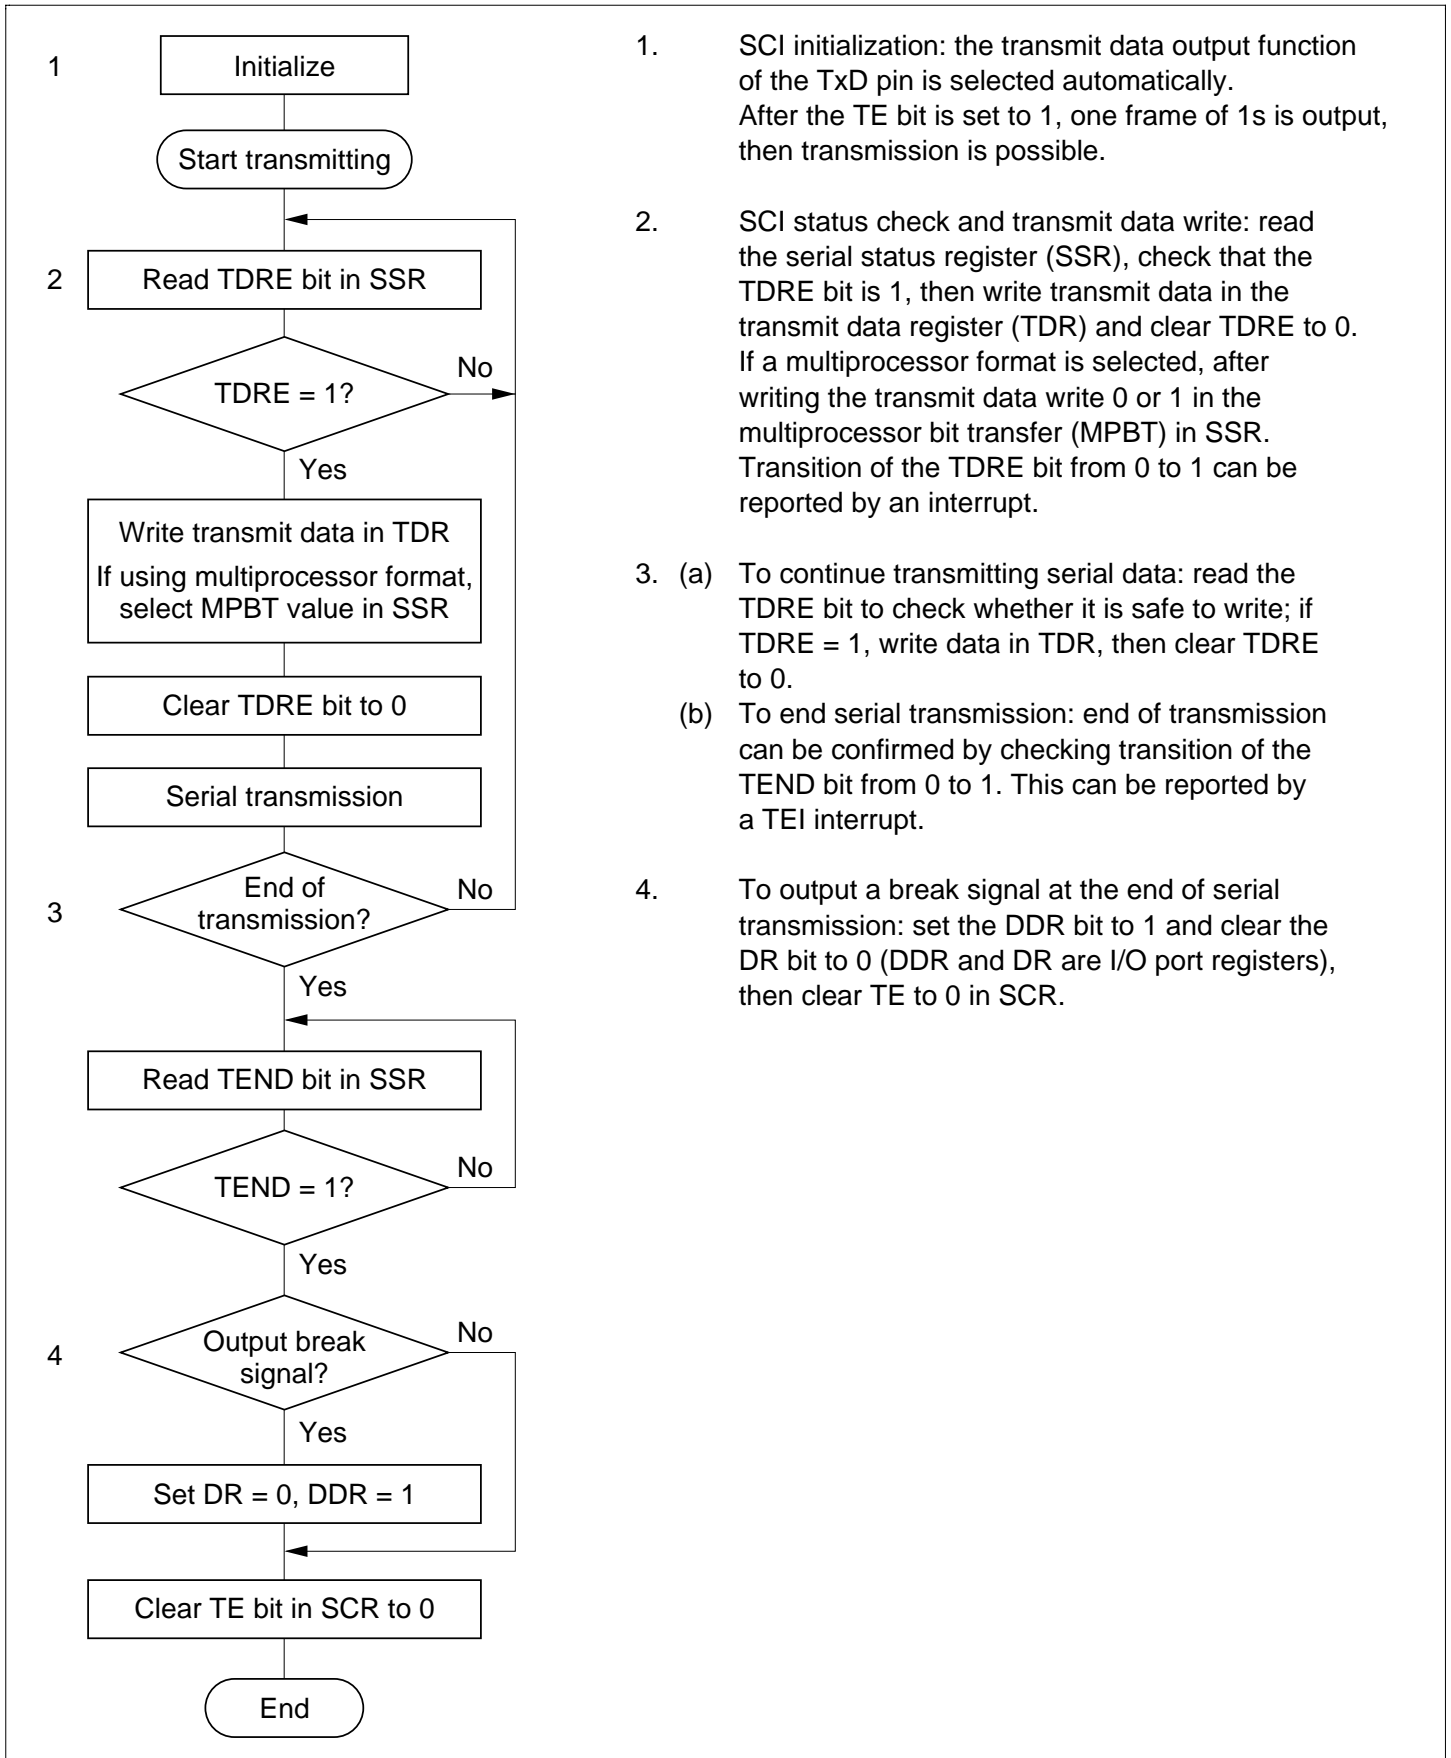 1
Initialize
Start transmitting
2
Read TDRE bit in SSR
TDRE = 1?
No
Yes
Write transmit data in TDR
If using multiprocessor format,
select MPBT value in SSR
Clear TDRE bit to 0
Serial transmission
3
End of
transmission?
No
Yes
Read TEND bit in SSR
TEND = 1?
No
Yes
4
Output break
signal?
No
Yes
Set DR = 0, DDR = 1
Clear TE bit in SCR to 0
End
1. SCI initialization: the transmit data output function
of the TxD pin is selected automatically.
After the TE bit is set to 1, one frame of 1s is output,
then transmission is possible.
2. SCI status check and transmit data write: read
the serial status register (SSR), check that the
TDRE bit is 1, then write transmit data in the
transmit data register (TDR) and clear TDRE to 0.
If a multiprocessor format is selected, after
writing the transmit data write 0 or 1 in the
multiprocessor bit transfer (MPBT) in SSR.
Transition of the TDRE bit from 0 to 1 can be
reported by an interrupt.
3. (a) To continue transmitting serial data: read the
TDRE bit to check whether it is safe to write; if
TDRE = 1, write data in TDR, then clear TDRE
to 0.
(b) To end serial transmission: end of transmission
can be confirmed by checking transition of the
TEND bit from 0 to 1. This can be reported by
a TEI interrupt.
4. To output a break signal at the end of serial
transmission: set the DDR bit to 1 and clear the
DR bit to 0 (DDR and DR are I/O port registers),
then clear TE to 0 in SCR.